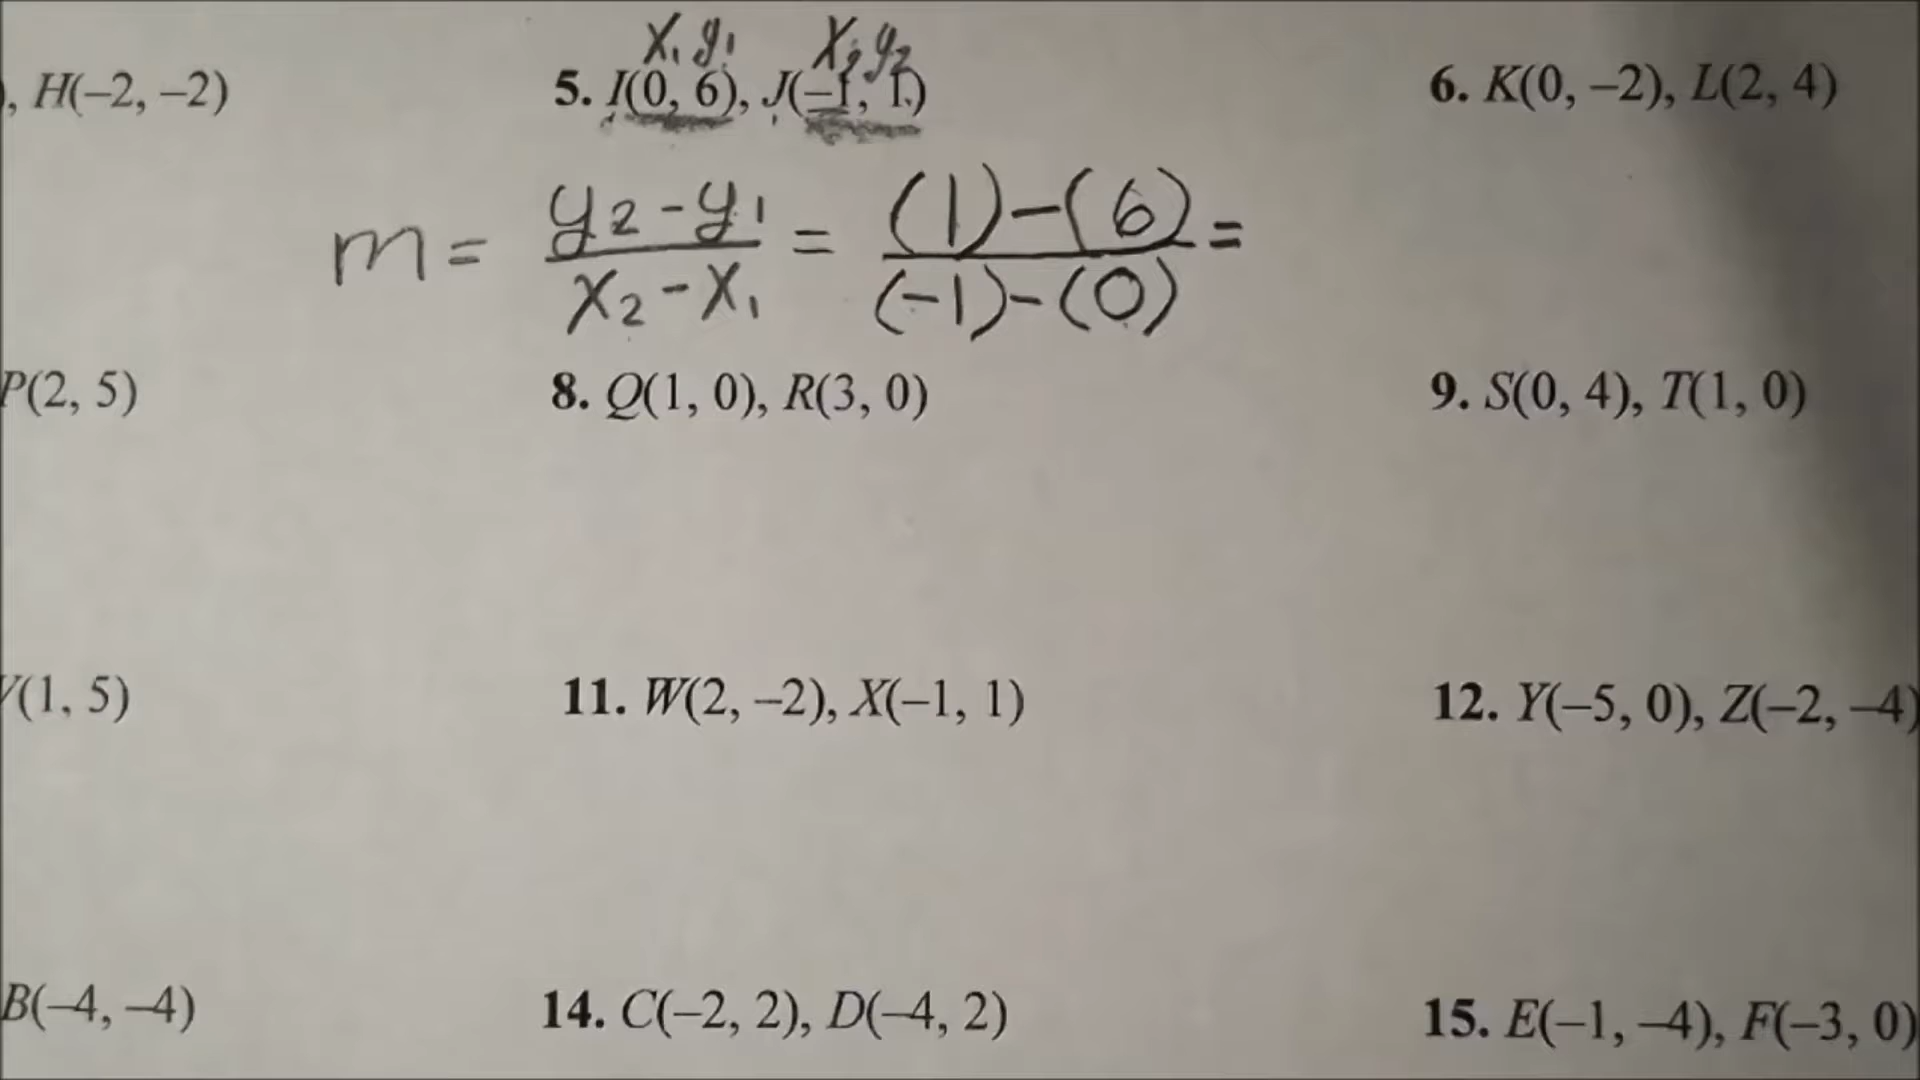 x₁ y₁ x₂ y₂
, H(–2, –2) 5. I(0, 6), J(–1, 1) 6. K(0, –2), L(2, 4)
m = y₂ - y₁ / x₂ - x₁ = (1) - (6) / (-1) - (0) =
P(2, 5) 8. Q(1, 0), R(3, 0) 9. S(0, 4), T(1, 0)
V(1, 5) 11. W(2, –2), X(–1, 1) 12. Y(–5, 0), Z(–2, –4)
B(–4, –4) 14. C(–2, 2), D(–4, 2) 15. E(–1, –4), F(–3, 0)